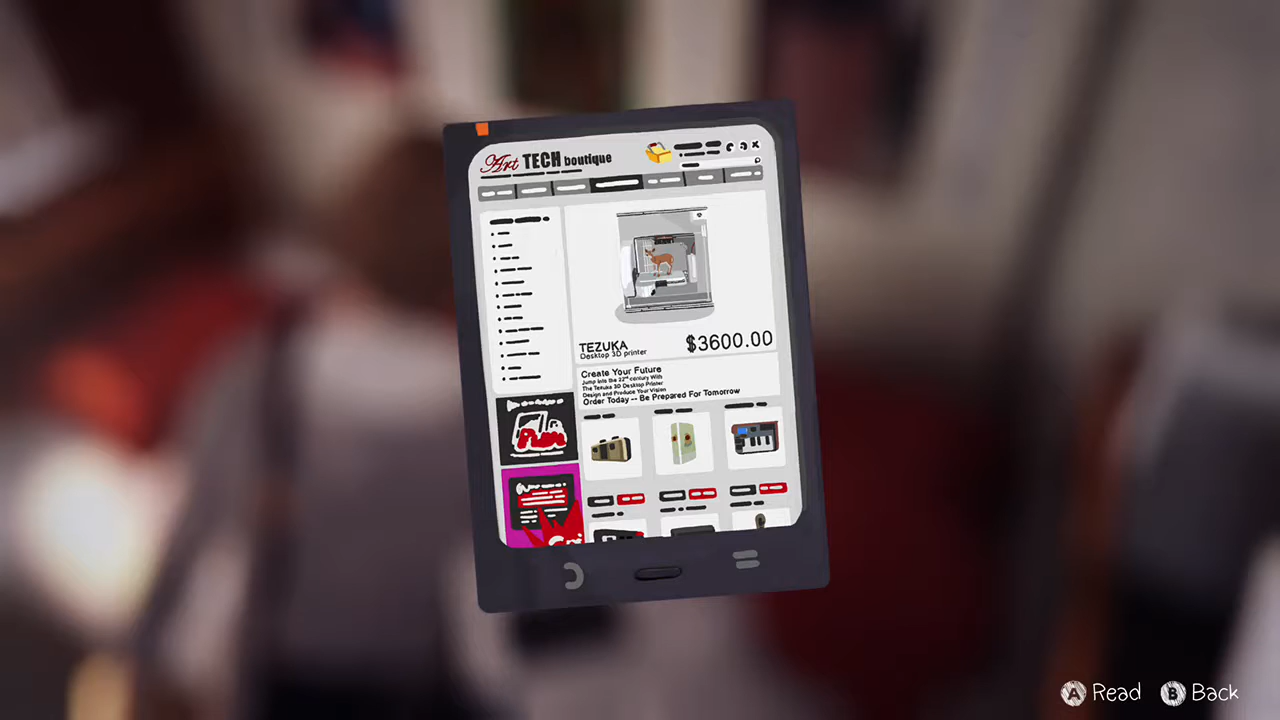 Art TECH boutique
TEZUKA
Desktop 3D printer
$3600.00
Create Your Future
Jump into the 22nd century With
The Tezuka 3D Desktop Printer
Design and Produce Your Vision
Order Today -- Be Prepared For Tomorrow
A Read B Back